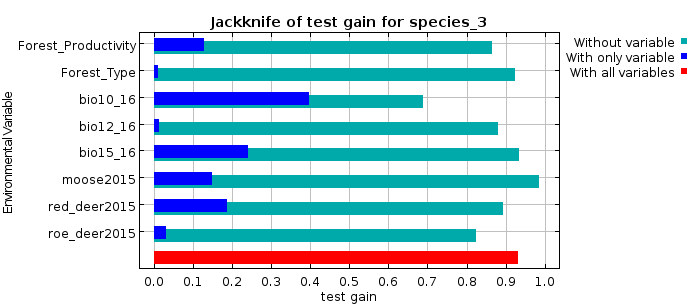 Jackknife of test gain for species_3
Environmental Variable
Forest_Productivity
Forest_Type
bio10_16
bio12_16
bio15_16
moose2015
red_deer2015
roe_deer2015
0.0 0.1 0.2 0.3 0.4 0.5 0.6 0.7 0.8 0.9 1.0
test gain
Without variable
With only variable
With all variables